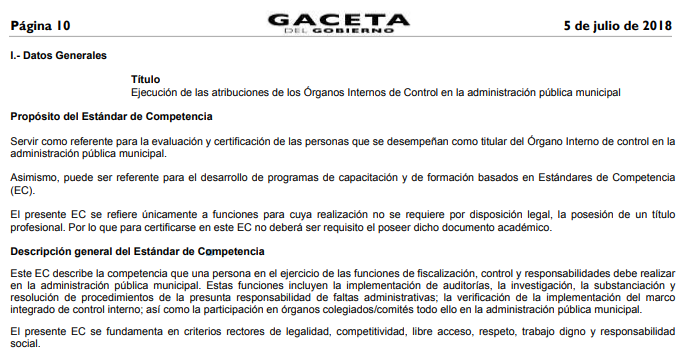 Página 10
GACETA
DEL GOBIERNO
5 de julio de 2018
I.- Datos Generales
Título
Ejecución de las atribuciones de los Órganos Internos de Control en la administración pública municipal
Propósito del Estándar de Competencia
Servir como referente para la evaluación y certificación de las personas que se desempeñan como titular del Órgano Interno de control en la
administración pública municipal.
Asimismo, puede ser referente para el desarrollo de programas de capacitación y de formación basados en Estándares de Competencia
(EC).
El presente EC se refiere únicamente a funciones para cuya realización no se requiere por disposición legal, la posesión de un título
profesional. Por lo que para certificarse en este EC no deberá ser requisito el poseer dicho documento académico.
Descripción general del Estándar de Competencia
Este EC describe la competencia que una persona en el ejercicio de las funciones de fiscalización, control y responsabilidades debe realizar
en la administración pública municipal. Estas funciones incluyen la implementación de auditorías, la investigación, la substanciación y
resolución de procedimientos de la presunta responsabilidad de faltas administrativas; la verificación de la implementación del marco
integrado de control interno; así como la participación en órganos colegiados/comités todo ello en la administración pública municipal.
El presente EC se fundamenta en criterios rectores de legalidad, competitividad, libre acceso, respeto, trabajo digno y responsabilidad
social.